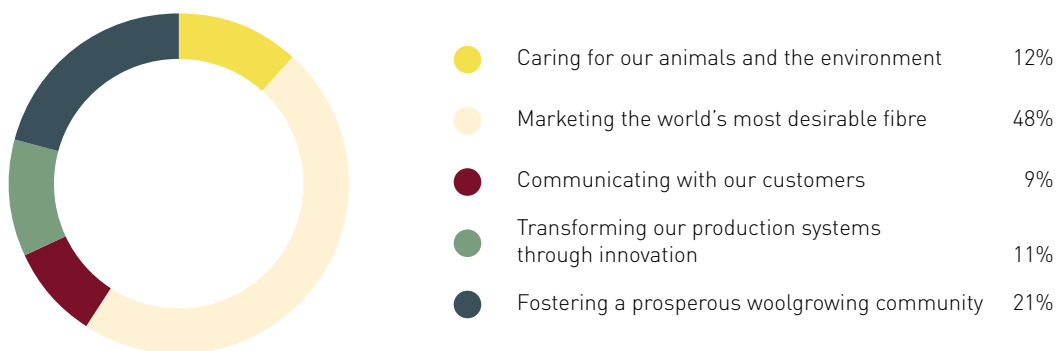 Caring for our animals and the environment 12%
Marketing the world’s most desirable fibre 48%
Communicating with our customers 9%
Transforming our production systems
through innovation 11%
Fostering a prosperous woolgrowing community 21%